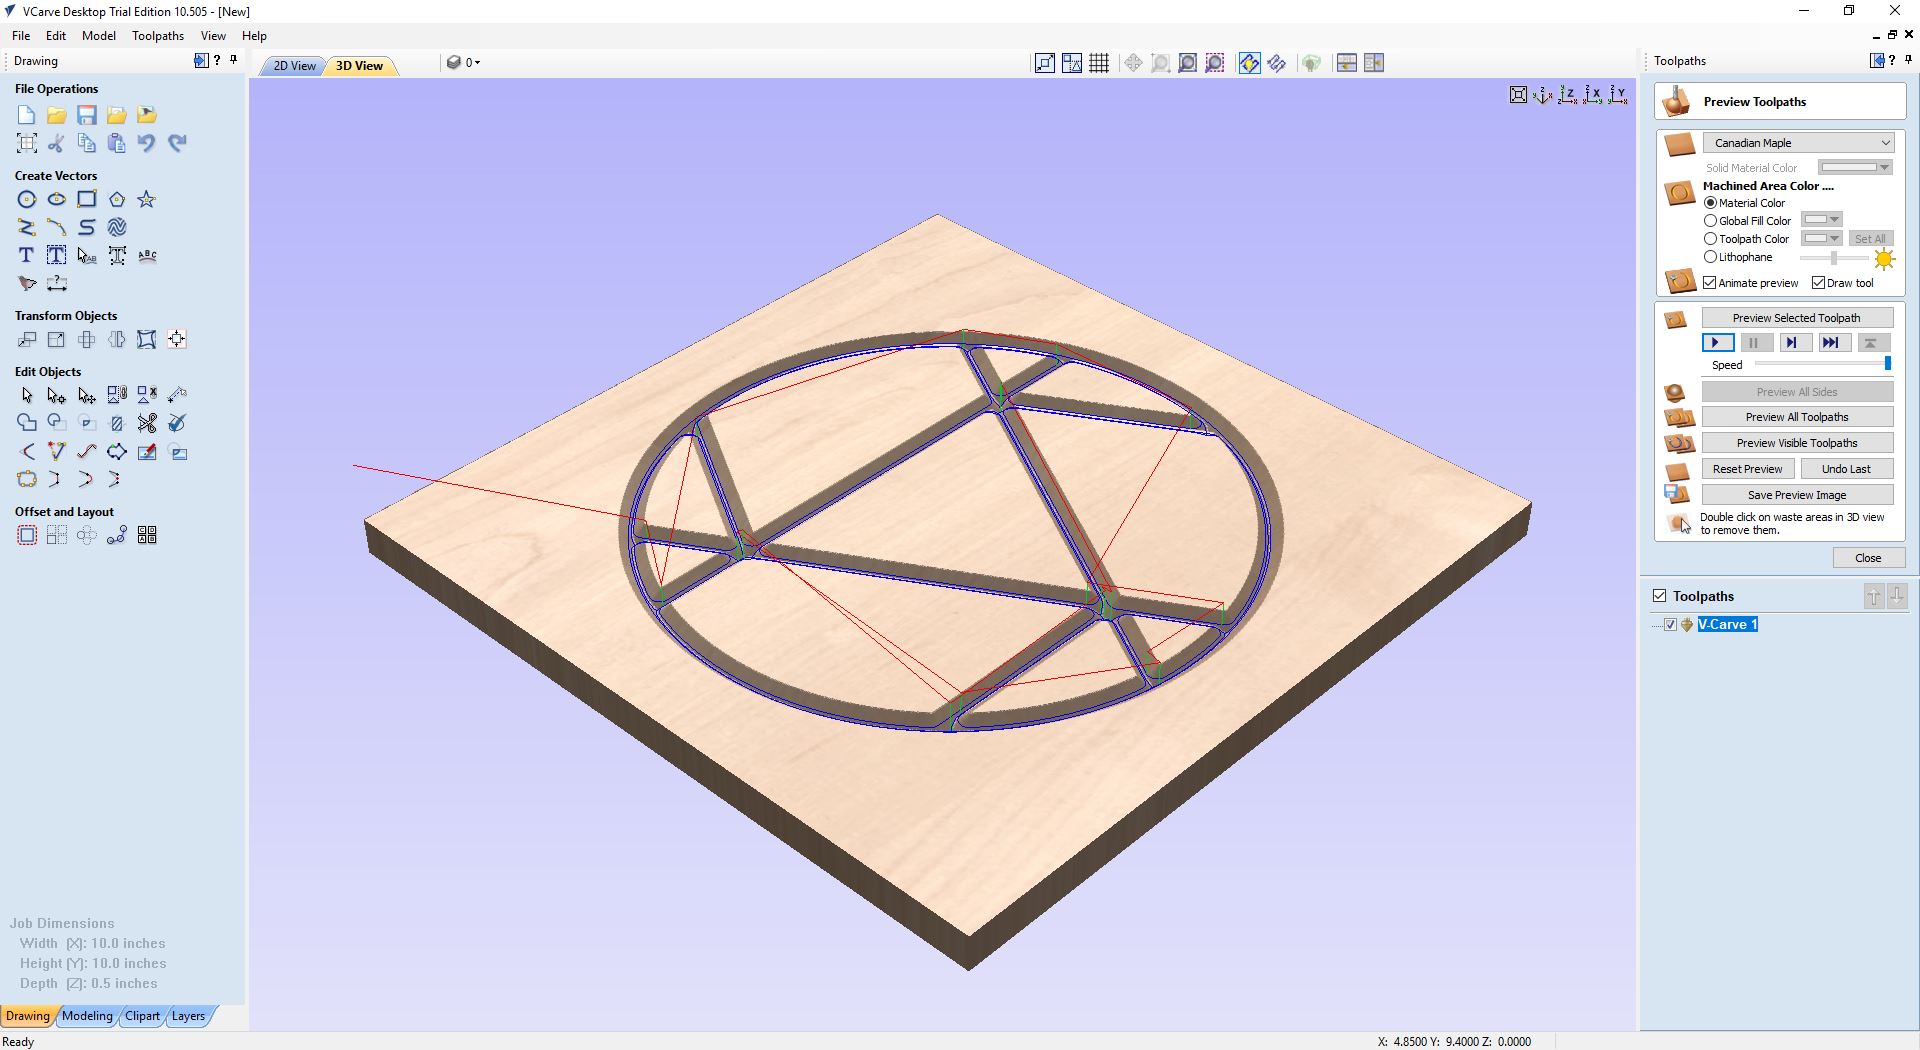 VCarve Desktop Trial Edition 10.505 - [New]
File Edit Model Toolpaths View Help
Drawing
File Operations
Create Vectors
Transform Objects
Edit Objects
Offset and Layout
Job Dimensions
Width (X): 10.0 inches
Height (Y): 10.0 inches
Depth (Z): 0.5 inches
Drawing Modeling Clipart Layers
Ready
2D View 3D View
0
Toolpaths
Preview Toolpaths
Canadian Maple
Solid Material Color
Machined Area Color ....
Material Color
Global Fill Color
Toolpath Color Set All
Lithophane
Animate preview Draw tool
Preview Selected Toolpath
Speed
Preview All Sides
Preview All Toolpaths
Preview Visible Toolpaths
Reset Preview Undo Last
Save Preview Image
Double click on waste areas in 3D view
to remove them.
Close
Toolpaths
V-Carve 1
X: 4.8500 Y: 9.4000 Z: 0.0000